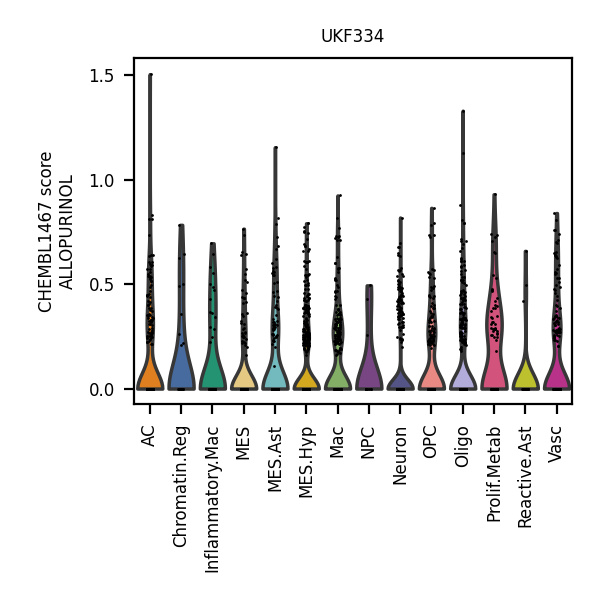 UKF334
CHEMBL1467 score
ALLOPURINOL
1.5
1.0
0.5
0.0
AC
Chromatin.Reg
Inflammatory.Mac
MES
MES.Ast
MES.Hyp
Mac
NPC
Neuron
OPC
Oligo
Prolif.Metab
Reactive.Ast
Vasc